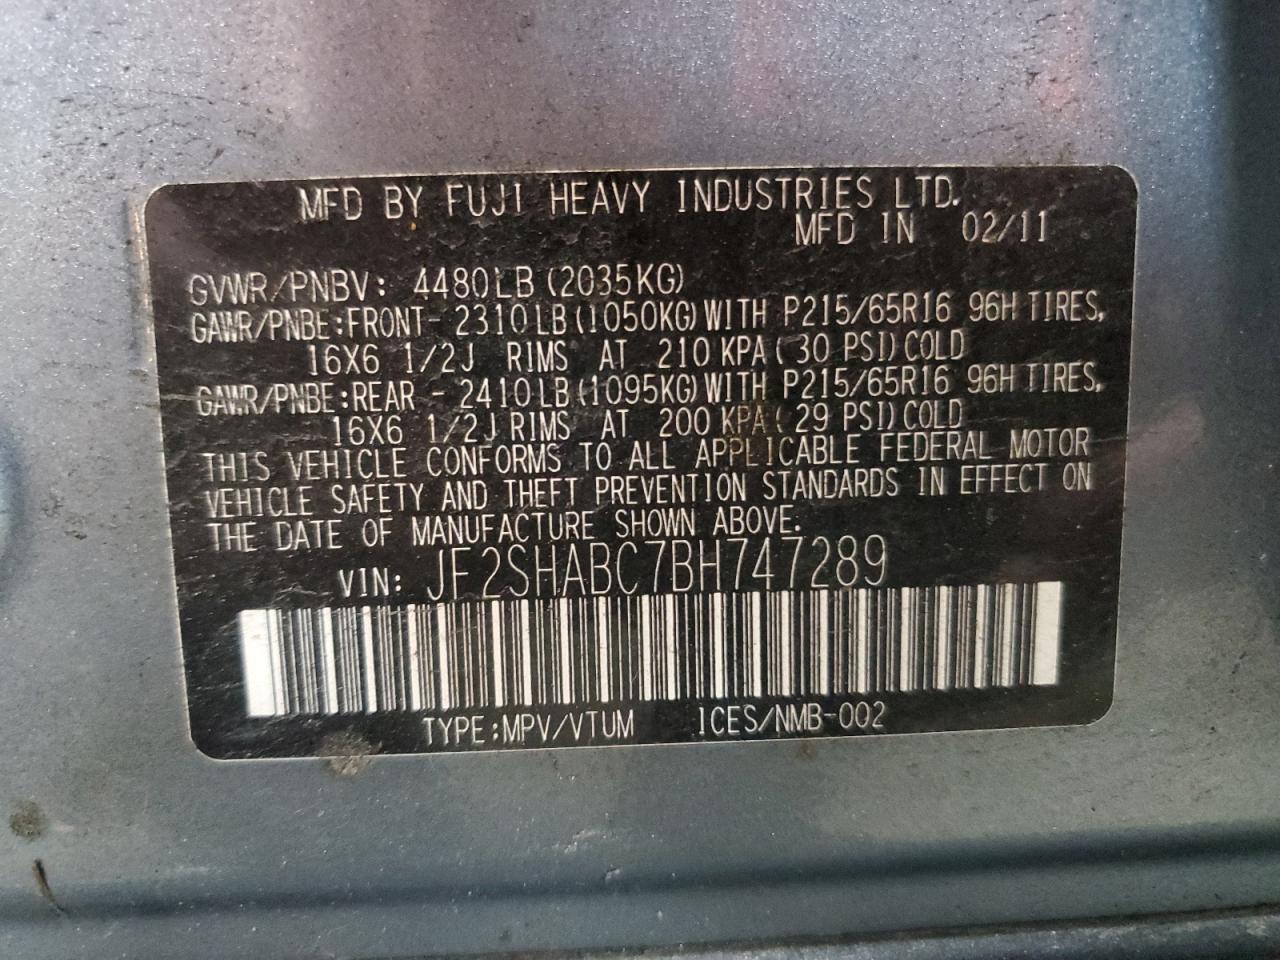 MFD BY FUJI HEAVY INDUSTRIES LTD.
MFD IN 02/11
GVWR/PNBV: 4480LB (2035KG)
GAWR/PNBE:FRONT- 2310LB (1050KG) WITH P215/65R16 96H TIRES,
16X6 1/2J RIMS AT 210 KPA (30 PSI) COLD
GAWR/PNBE:REAR - 2410LB (1095KG) WITH P215/65R16 96H TIRES,
16X6 1/2J RIMS AT 200 KPA (29 PSI) COLD
THIS VEHICLE CONFORMS TO ALL APPLICABLE FEDERAL MOTOR
VEHICLE SAFETY AND THEFT PREVENTION STANDARDS IN EFFECT ON
THE DATE OF MANUFACTURE SHOWN ABOVE.
VIN: JF2SHABC7BH747289
TYPE:MPV/VTUM ICES/NMB-002